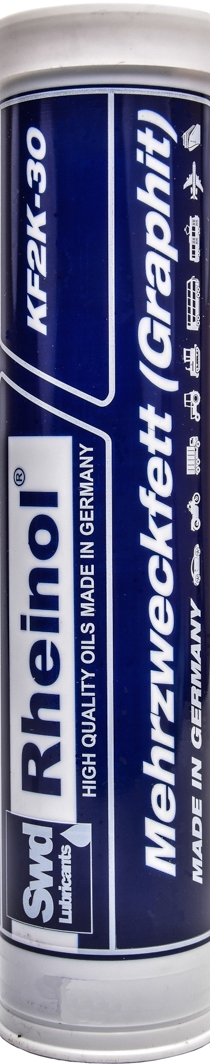 Swd
Lubricants
Rheinol®
HIGH QUALITY OILS MADE IN GERMANY
KF2K-30
Mehrzweckfett (Graphit)
MADE IN GERMANY